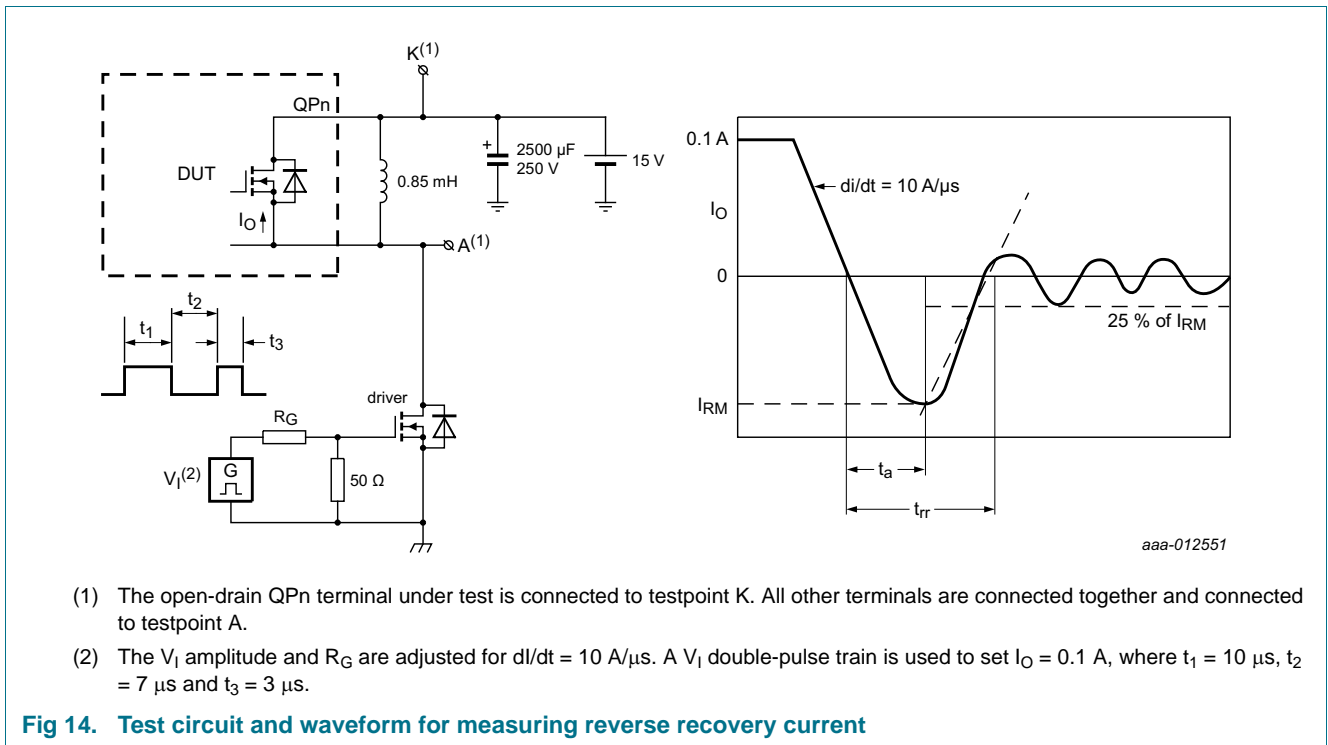 K(1)
QPn
DUT
IO
0.85 mH
+
2500 µF
250 V
15 V
A(1)
t1
t2
t3
driver
RG
VI(2)
G
50 Ω
0.1 A
di/dt = 10 A/µs
IO
0
25 % of IRM
IRM
ta
trr
aaa-012551
(1) The open-drain QPn terminal under test is connected to testpoint K. All other terminals are connected together and connected
to testpoint A.
(2) The VI amplitude and RG are adjusted for dI/dt = 10 A/µs. A VI double-pulse train is used to set IO = 0.1 A, where t1 = 10 µs, t2
= 7 µs and t3 = 3 µs.
Fig 14. Test circuit and waveform for measuring reverse recovery current